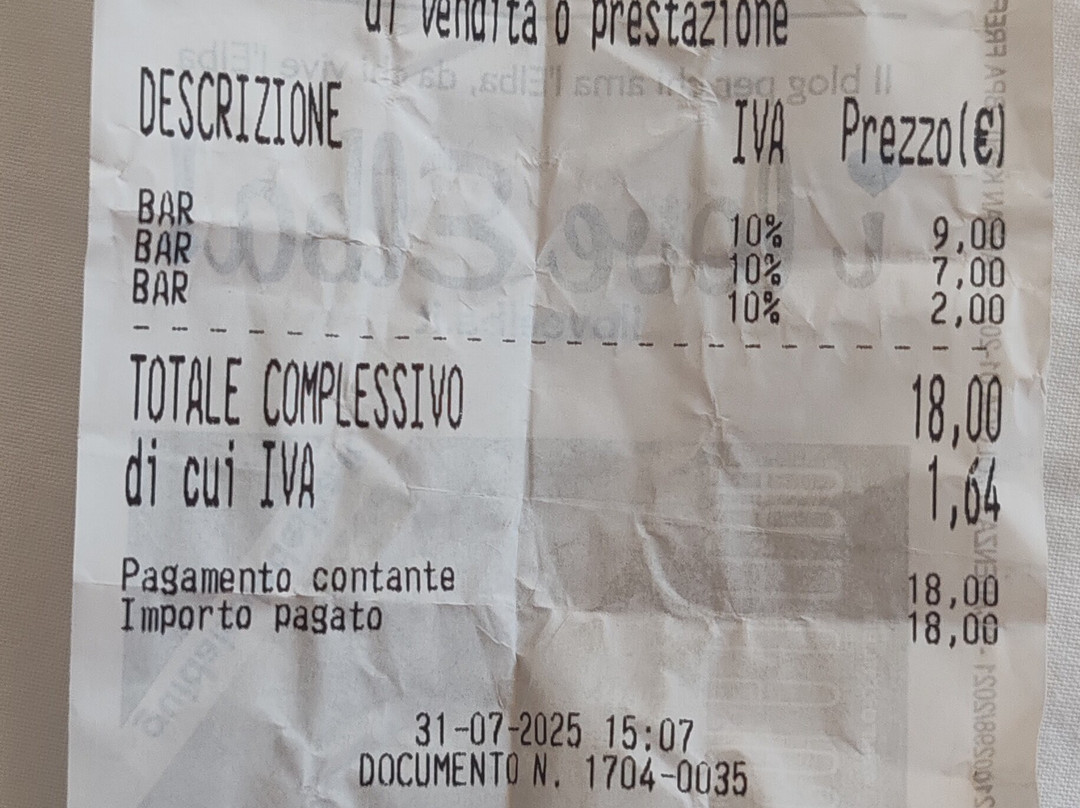 di vendita o prestazione
DESCRIZIONE IVA Prezzo(€)
BAR 10% 9,00
BAR 10% 7,00
BAR 10% 2,00
TOTALE COMPLESSIVO 18,00
di cui IVA 1,64
Pagamento contante 18,00
Importo pagato 18,00
31-07-2025 15:07
DOCUMENTO N. 1704-0035
Il blog per chi ama l'Elba, da chi vive l'Elba